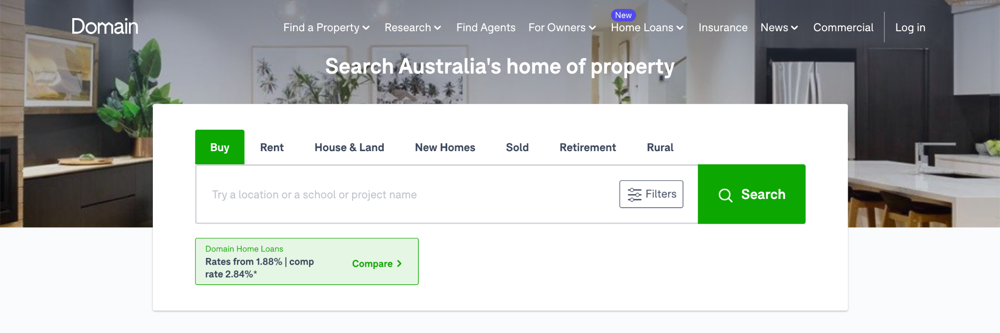 Domain
Find a Property
Research
Find Agents
For Owners
New
Home Loans
Insurance
News
Commercial
Log in
Search Australia's home of property
Buy
Rent
House & Land
New Homes
Sold
Retirement
Rural
Try a location or a school or project name
Filters
Search
Domain Home Loans
Rates from 1.88% | comp
rate 2.84%*
Compare